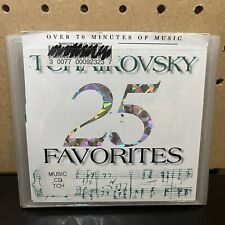 OVER 70 MINUTES OF MUSIC
3 0077 00092323 7
TCHAIKOVSKY
25
FAVORITES
MUSIC
CD
TCH